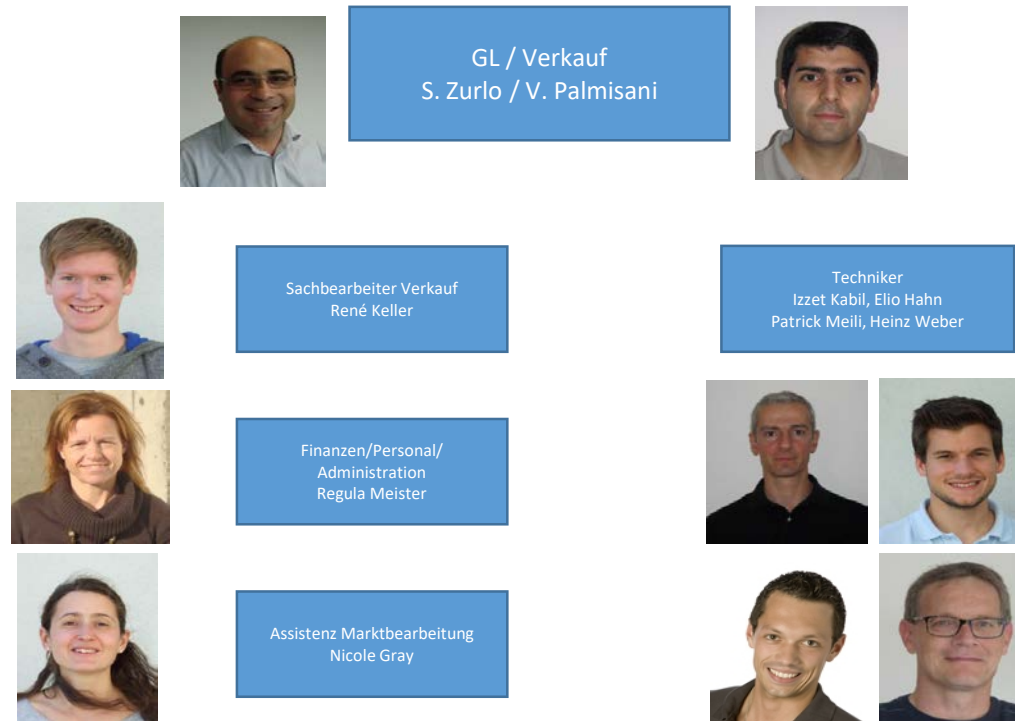 GL / Verkauf
S. Zurlo / V. Palmisani
Sachbearbeiter Verkauf
René Keller
Techniker
Izzet Kabil, Elio Hahn
Patrick Meili, Heinz Weber
Finanzen/Personal/
Administration
Regula Meister
Assistenz Marktbearbeitung
Nicole Gray